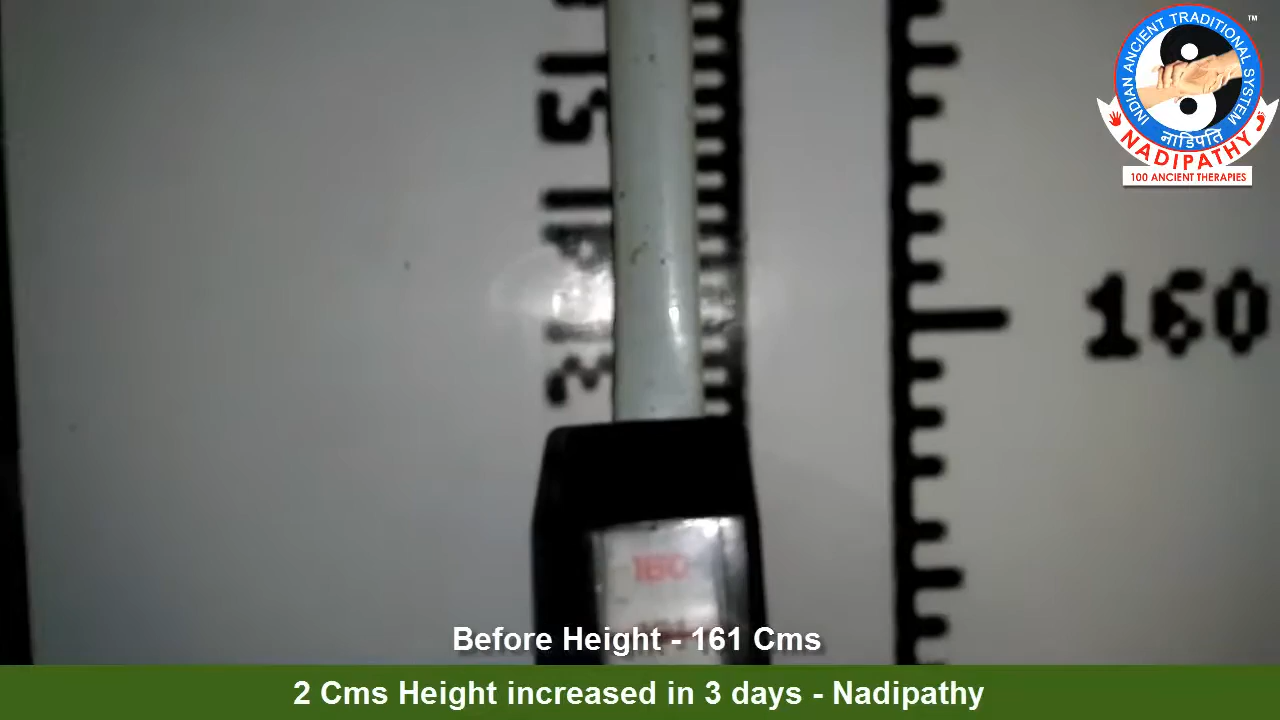 INDIAN ANCIENT TRADITIONAL SYSTEM
™
नाडिपति
NADIPATHY
100 ANCIENT THERAPIES
160
160
Before Height - 161 Cms
2 Cms Height increased in 3 days - Nadipathy